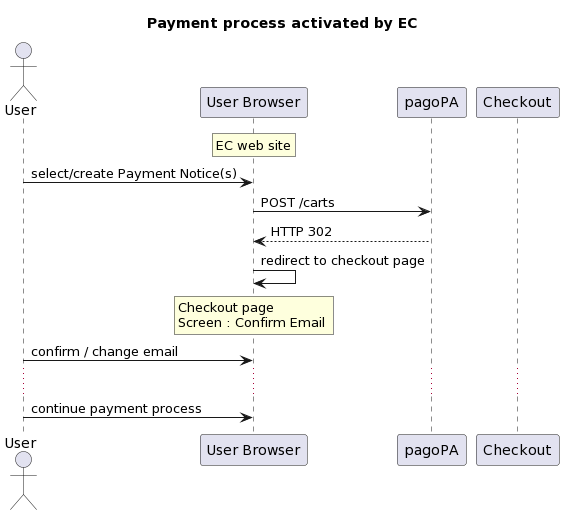 Payment process activated by EC
User
User Browser
pagoPA
Checkout
EC web site
select/create Payment Notice(s)
POST /carts
HTTP 302
redirect to checkout page
Checkout page
Screen : Confirm Email
confirm / change email
continue payment process
User
User Browser
pagoPA
Checkout